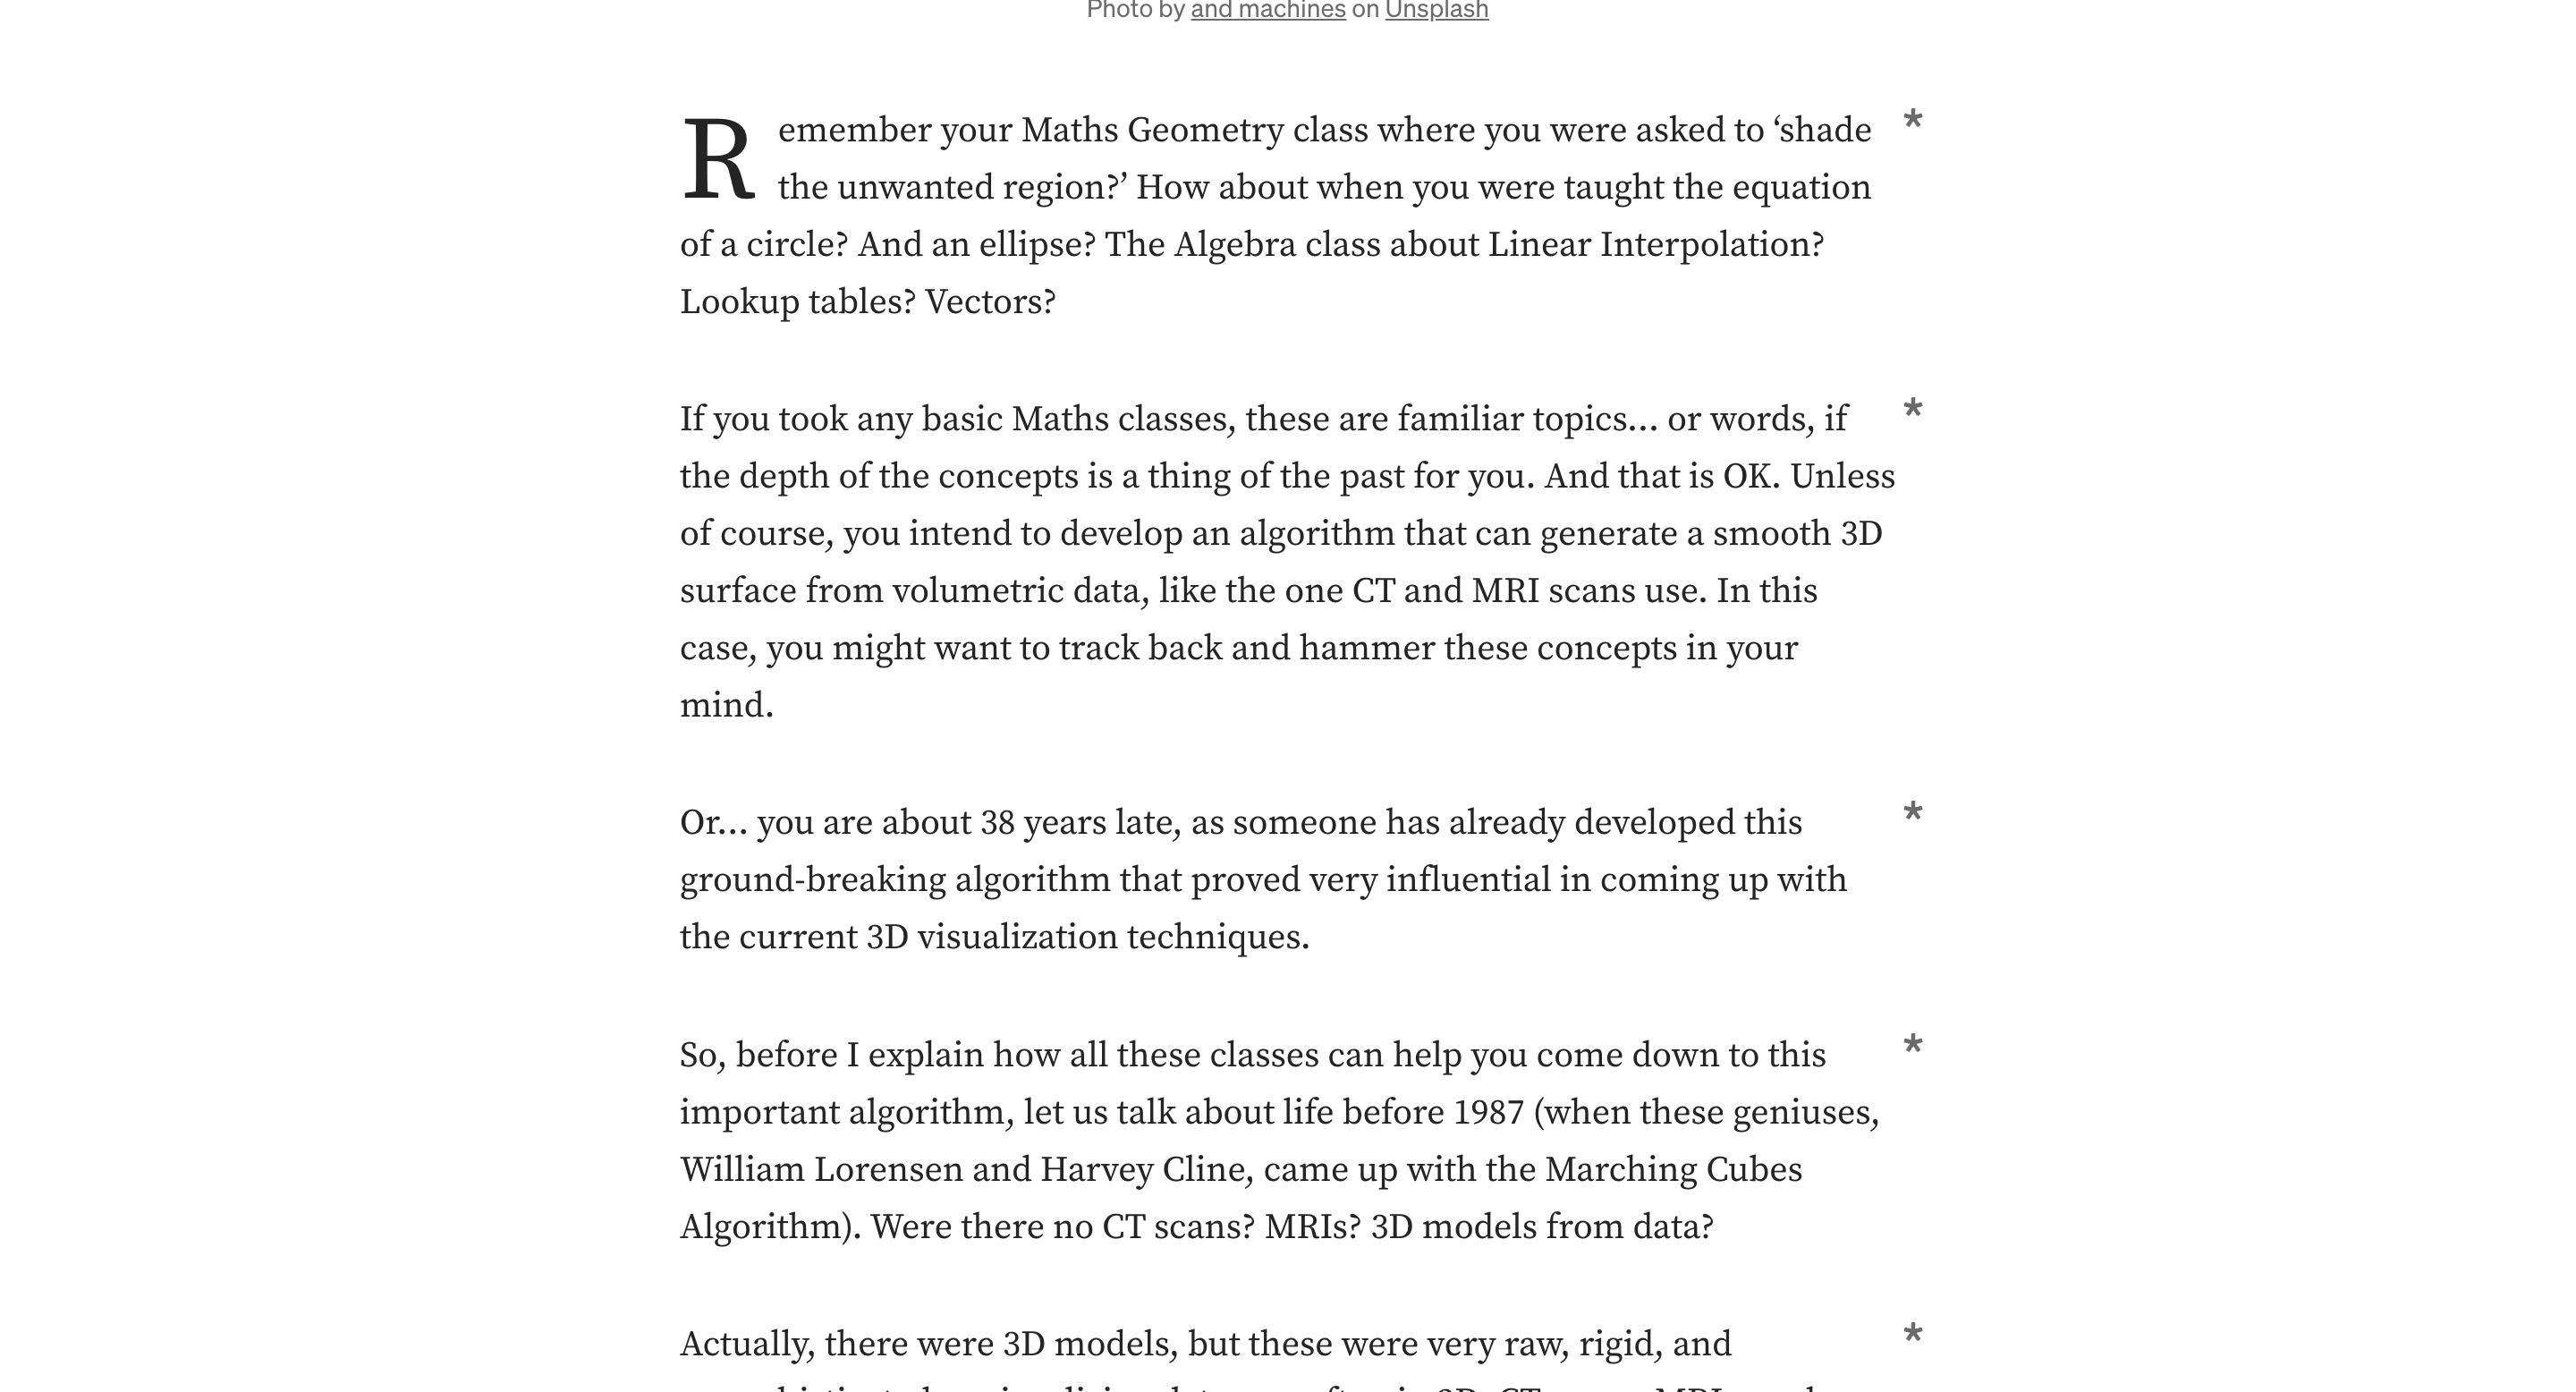 Photo by and machines on Unsplash
Remember your Maths Geometry class where you were asked to ‘shade *
the unwanted region?’ How about when you were taught the equation
of a circle? And an ellipse? The Algebra class about Linear Interpolation?
Lookup tables? Vectors?
If you took any basic Maths classes, these are familiar topics… or words, if *
the depth of the concepts is a thing of the past for you. And that is OK. Unless
of course, you intend to develop an algorithm that can generate a smooth 3D
surface from volumetric data, like the one CT and MRI scans use. In this
case, you might want to track back and hammer these concepts in your
mind.
Or… you are about 38 years late, as someone has already developed this *
ground-breaking algorithm that proved very influential in coming up with
the current 3D visualization techniques.
So, before I explain how all these classes can help you come down to this *
important algorithm, let us talk about life before 1987 (when these geniuses,
William Lorensen and Harvey Cline, came up with the Marching Cubes
Algorithm). Were there no CT scans? MRIs? 3D models from data?
Actually, there were 3D models, but these were very raw, rigid, and *